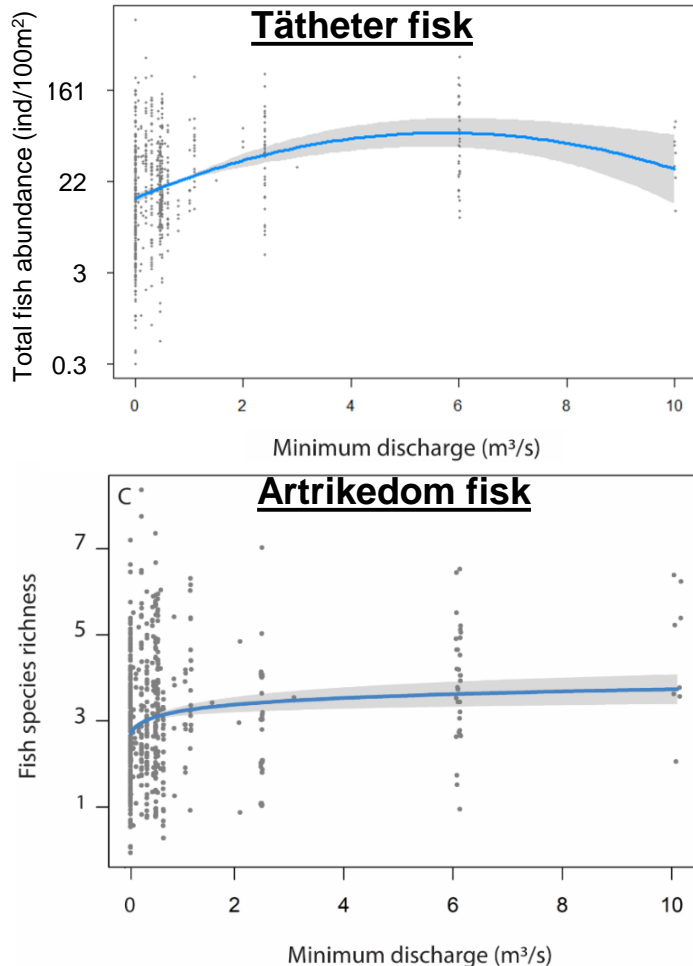 Tätheter fisk
Total fish abundance (ind/100m²)
161
22
3
0.3
0 2 4 6 8 10
Minimum discharge (m³/s)
C
Artrikedom fisk
Fish species richness
7
5
3
1
0 2 4 6 8 10
Minimum discharge (m³/s)